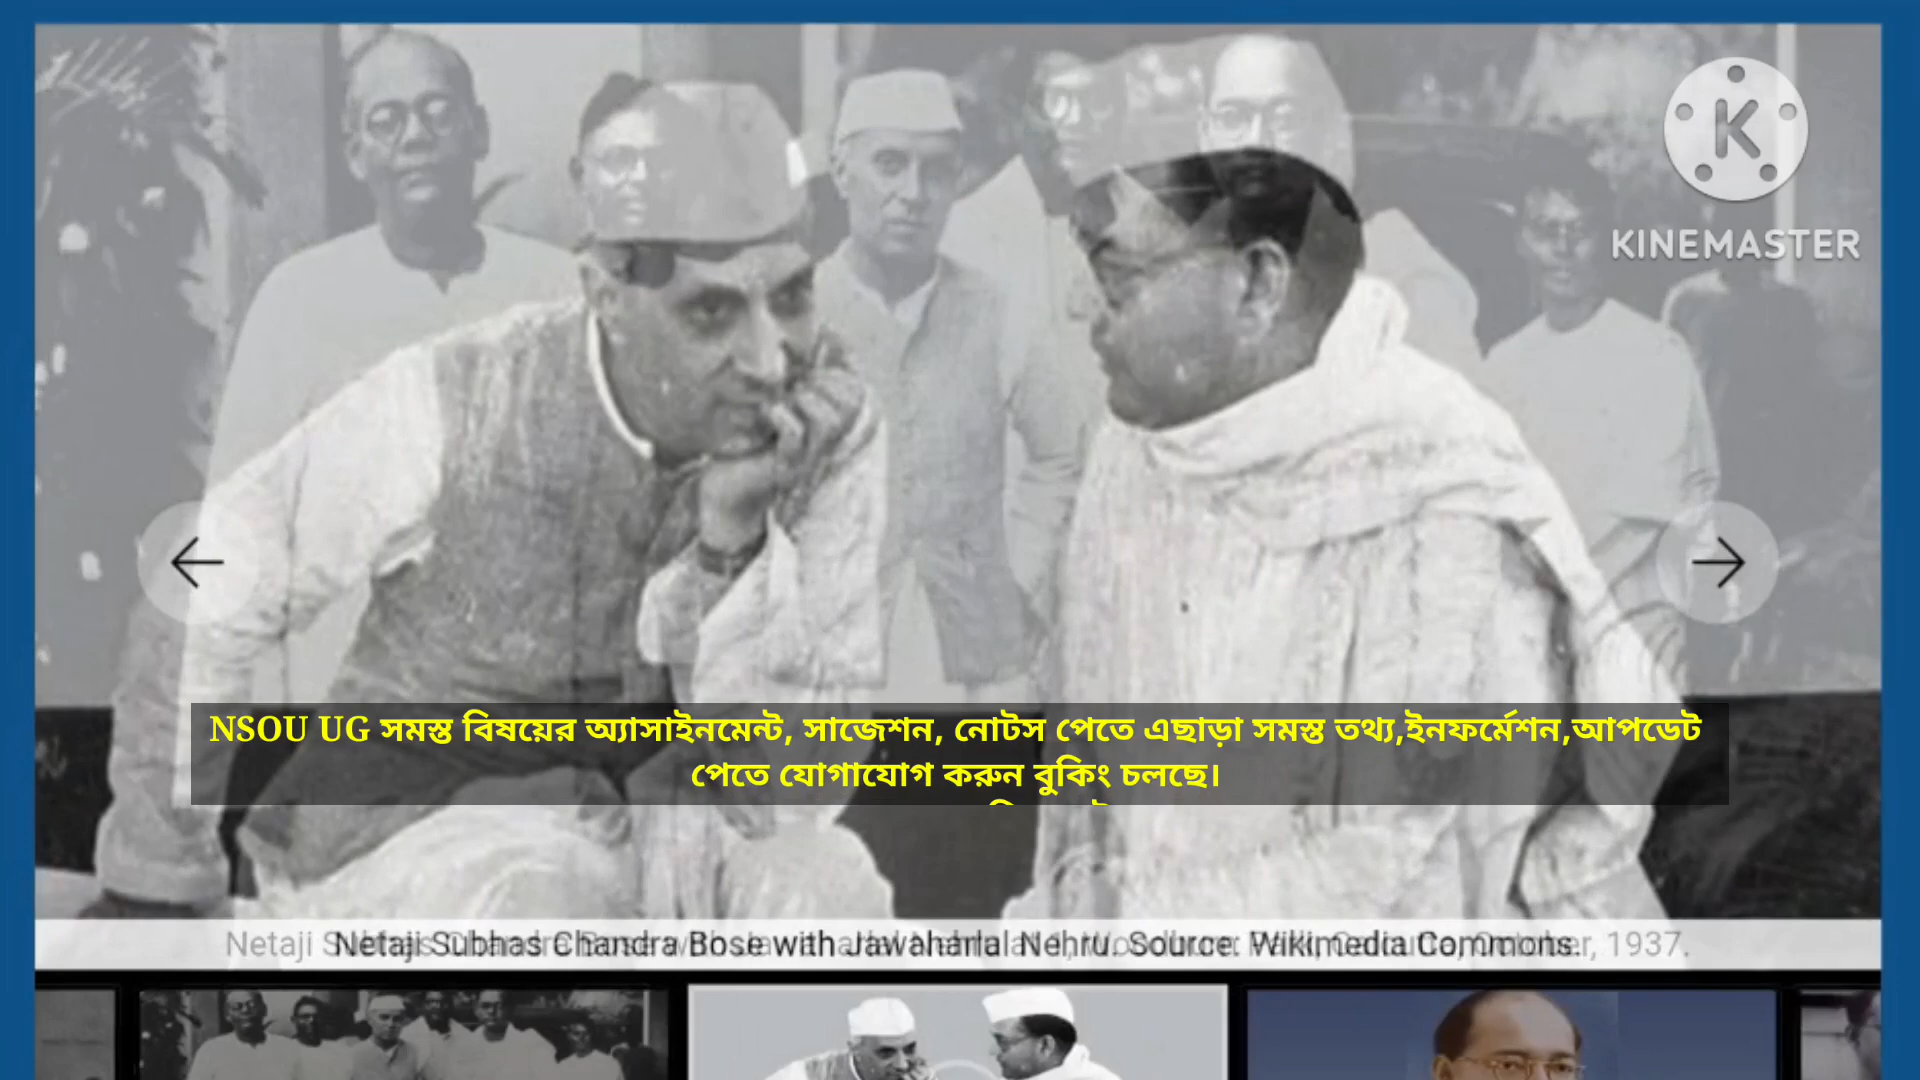 K
KINEMASTER
NSOU UG সমস্ত বিষয়ের অ্যাসাইনমেন্ট, সাজেশন, নোটস পেতে এছাড়া সমস্ত তথ্য,ইনফর্মেশন,আপডেট
পেতে যোগাযোগ করুন বুকিং চলছে।
Netaji Subhas Chandra Bose with Jawaharlal Nehru. Source: Wikimedia Commons.
1937.